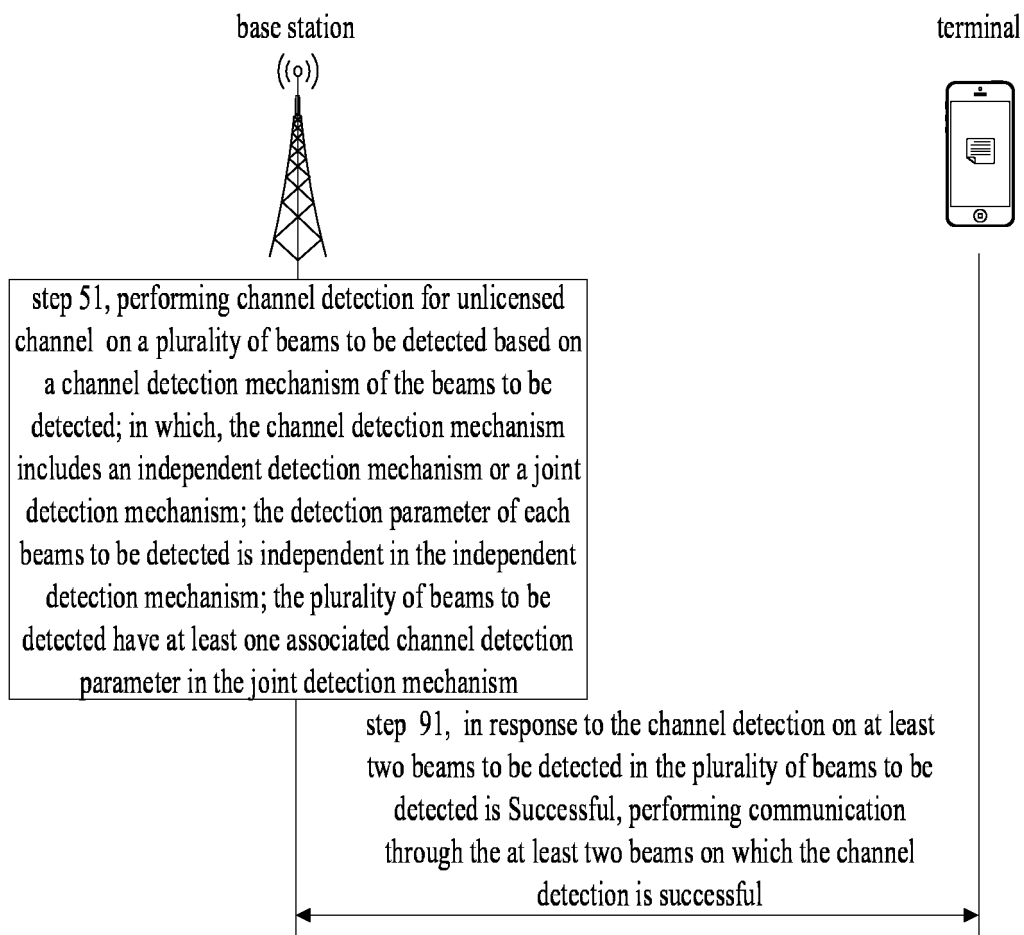 base station
terminal
step 51, performing channel detection for unlicensed
channel on a plurality of beams to be detected based on
a channel detection mechanism of the beams to be
detected; in which, the channel detection mechanism
includes an independent detection mechanism or a joint
detection mechanism; the detection parameter of each
beams to be detected is independent in the independent
detection mechanism; the plurality of beams to be
detected have at least one associated channel detection
parameter in the joint detection mechanism
step 91, in response to the channel detection on at least
two beams to be detected in the plurality of beams to be
detected is Successful, performing communication
through the at least two beams on which the channel
detection is successful